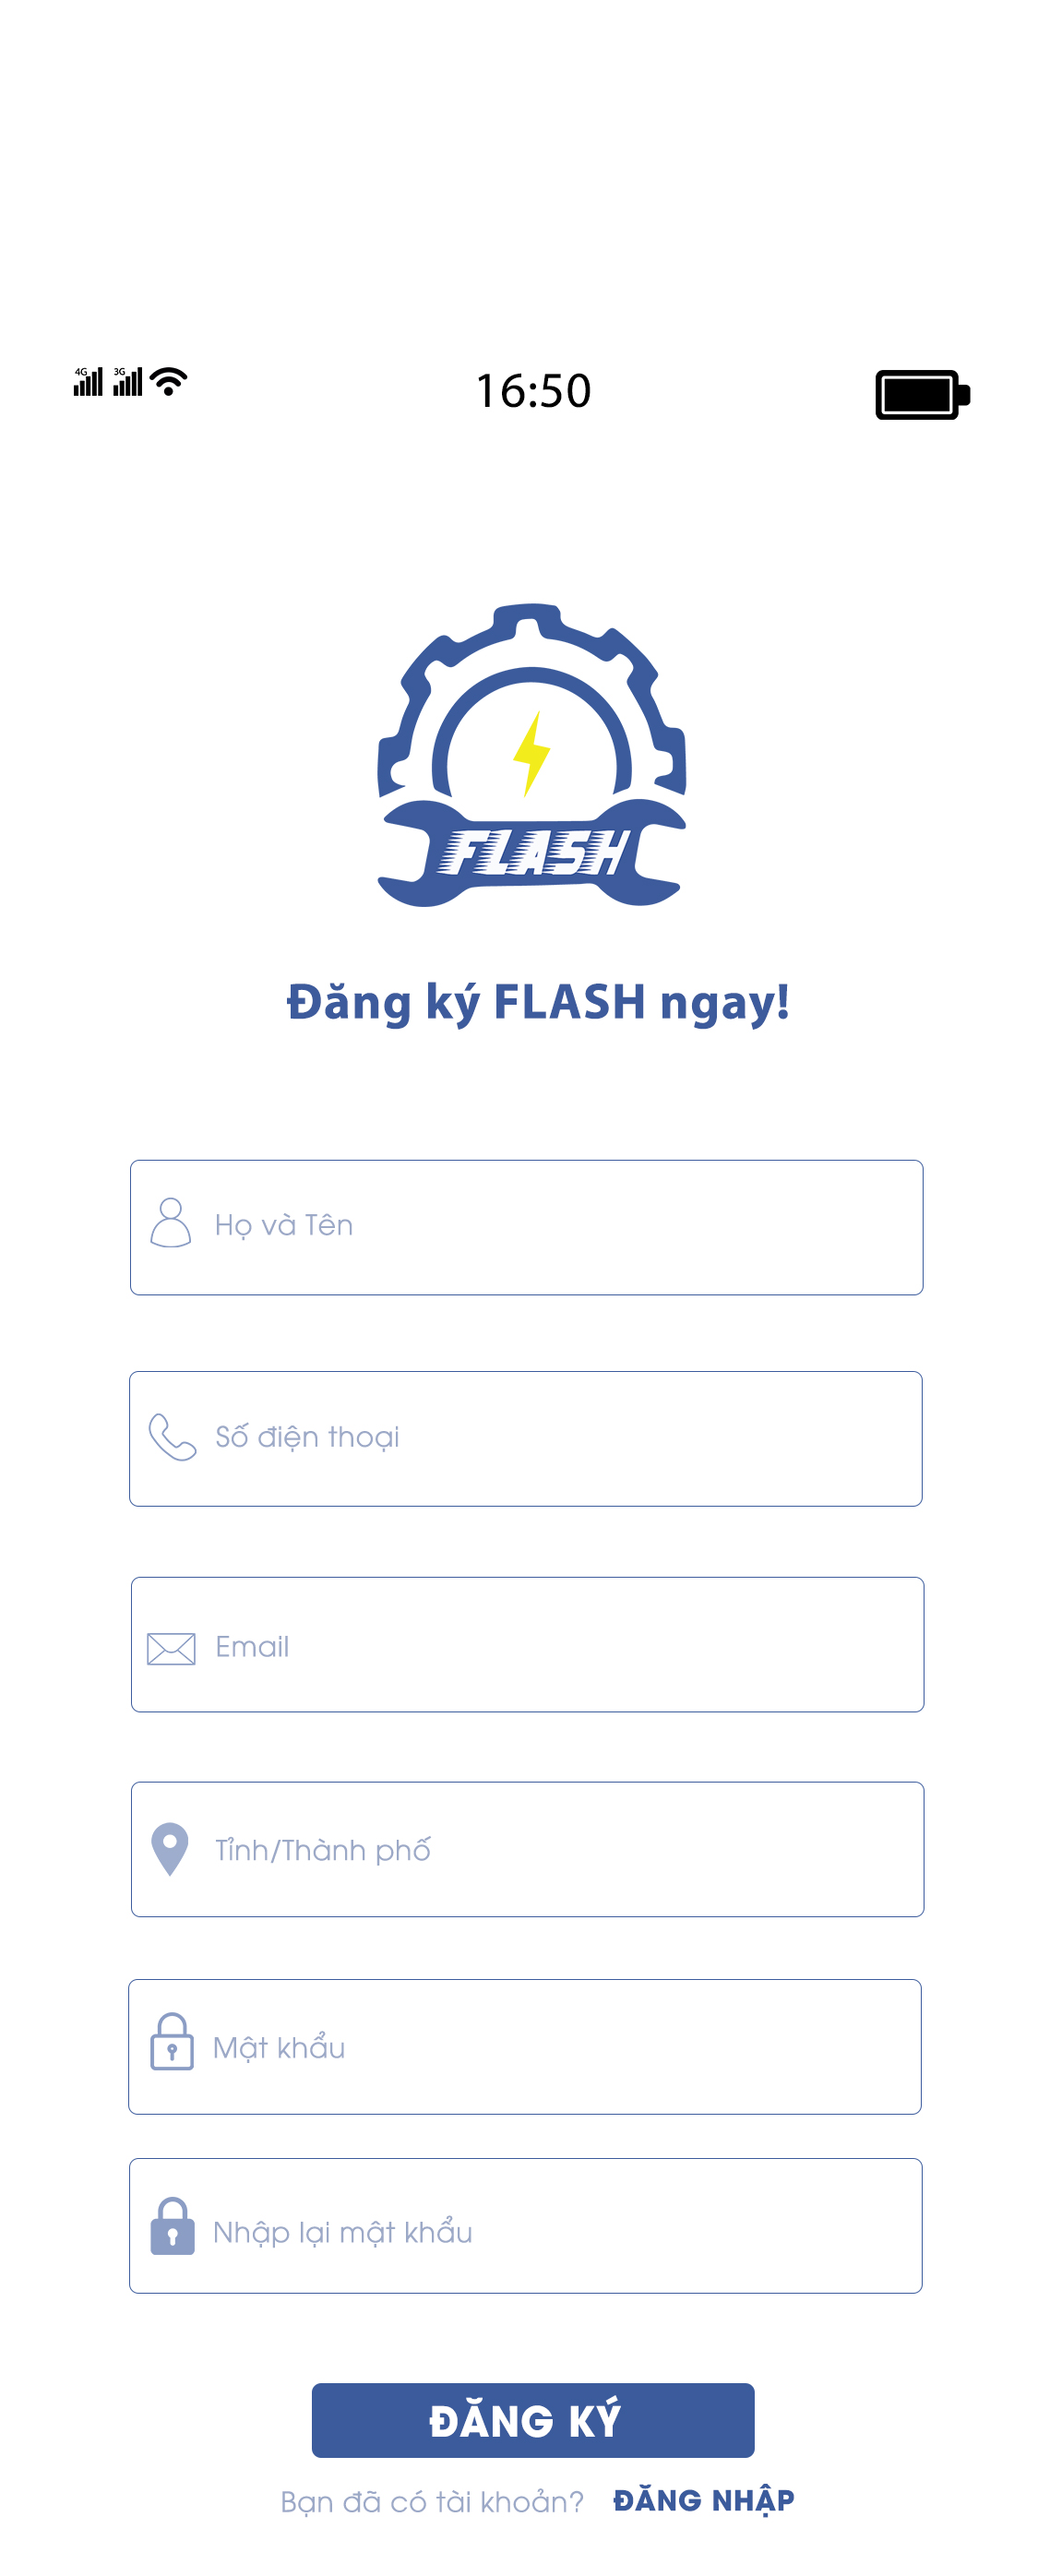 4G 3G 16:50
FLASH
Đăng ký FLASH ngay!
Họ và Tên
Số điện thoại
Email
Tỉnh/Thành phố
Mật khẩu
Nhập lại mật khẩu
ĐĂNG KÝ
Bạn đã có tài khoản? ĐĂNG NHẬP